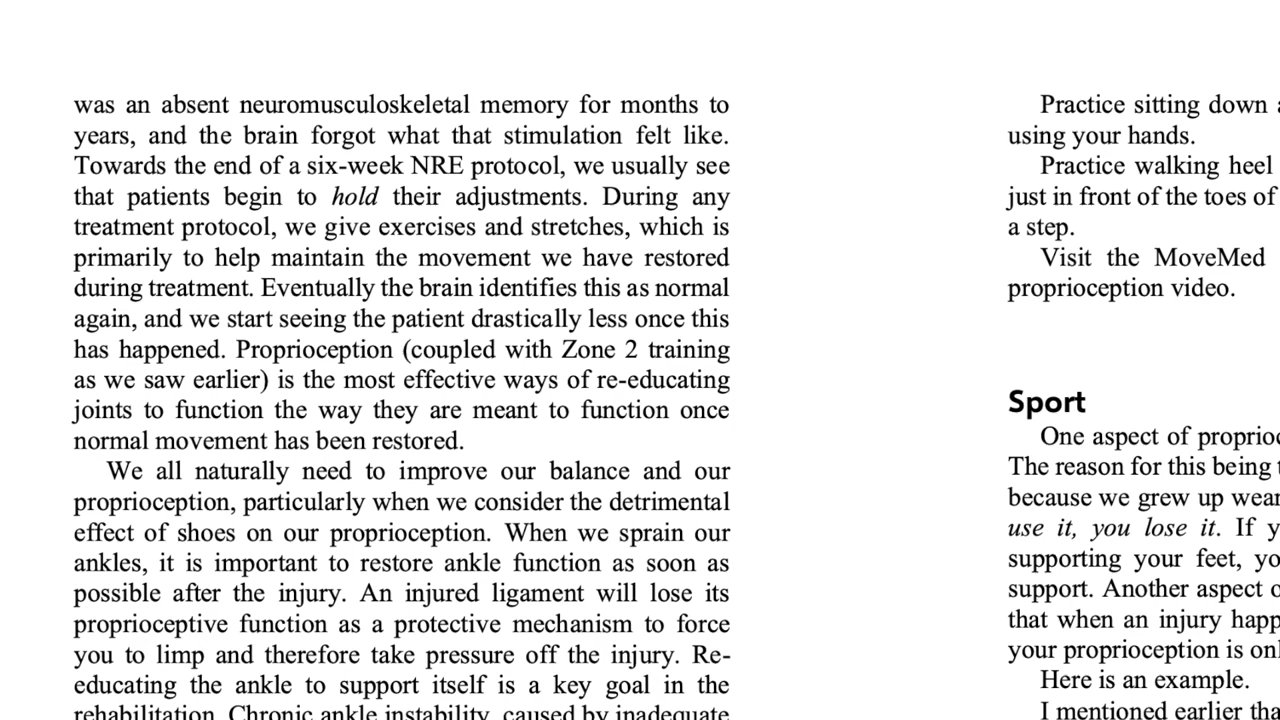 was an absent neuromusculoskeletal memory for months to
years, and the brain forgot what that stimulation felt like.
Towards the end of a six-week NRE protocol, we usually see
that patients begin to hold their adjustments. During any
treatment protocol, we give exercises and stretches, which is
primarily to help maintain the movement we have restored
during treatment. Eventually the brain identifies this as normal
again, and we start seeing the patient drastically less once this
has happened. Proprioception (coupled with Zone 2 training
as we saw earlier) is the most effective ways of re-educating
joints to function the way they are meant to function once
normal movement has been restored.
We all naturally need to improve our balance and our
proprioception, particularly when we consider the detrimental
effect of shoes on our proprioception. When we sprain our
ankles, it is important to restore ankle function as soon as
possible after the injury. An injured ligament will lose its
proprioceptive function as a protective mechanism to force
you to limp and therefore take pressure off the injury. Re-
educating the ankle to support itself is a key goal in the
rehabilitation. Chronic ankle instability, caused by inadequate
Practice sitting down
using your hands.
Practice walking heel
just in front of the toes of
a step.
Visit the MoveMed
proprioception video.
Sport
One aspect of
The reason for this being
because we grew up
use it, you lose it. If
supporting your feet,
support. Another aspect
that when an injury
your proprioception is
Here is an example.
I mentioned earlier